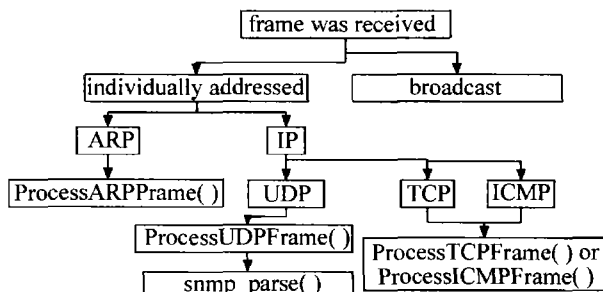 frame was received
individually addressed
broadcast
ARP
IP
ProcessARPPrame( )
UDP
TCP
ICMP
ProcessUDPFrame( )
ProcessTCPFrame( ) or
ProcessICMPFrame( )
snmp_parse( )